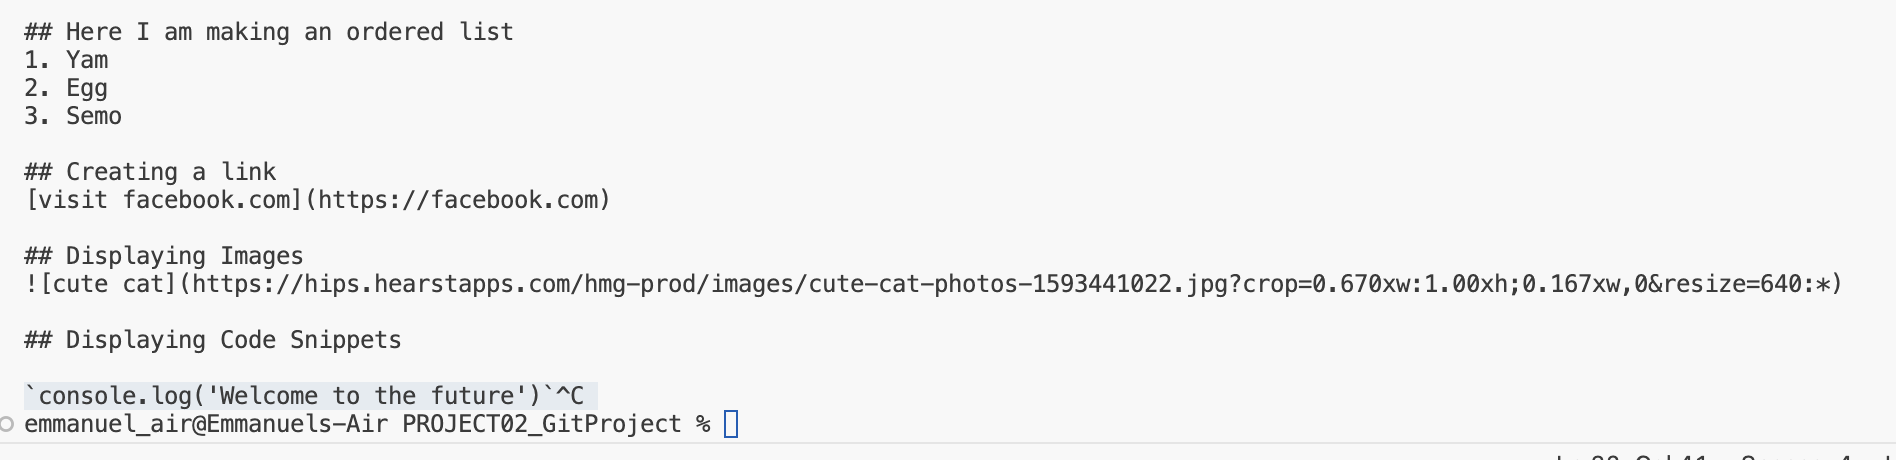 ## Here I am making an ordered list
1. Yam
2. Egg
3. Semo
## Creating a link
[visit facebook.com](https://facebook.com)
## Displaying Images
![cute cat](https://hips.hearstapps.com/hmg-prod/images/cute-cat-photos-1593441022.jpg?crop=0.670xw:1.00xh;0.167xw,0&resize=640:*)
## Displaying Code Snippets
`console.log('Welcome to the future')`^C
emmanuel_air@Emmanuels-Air PROJECT02_GitProject %